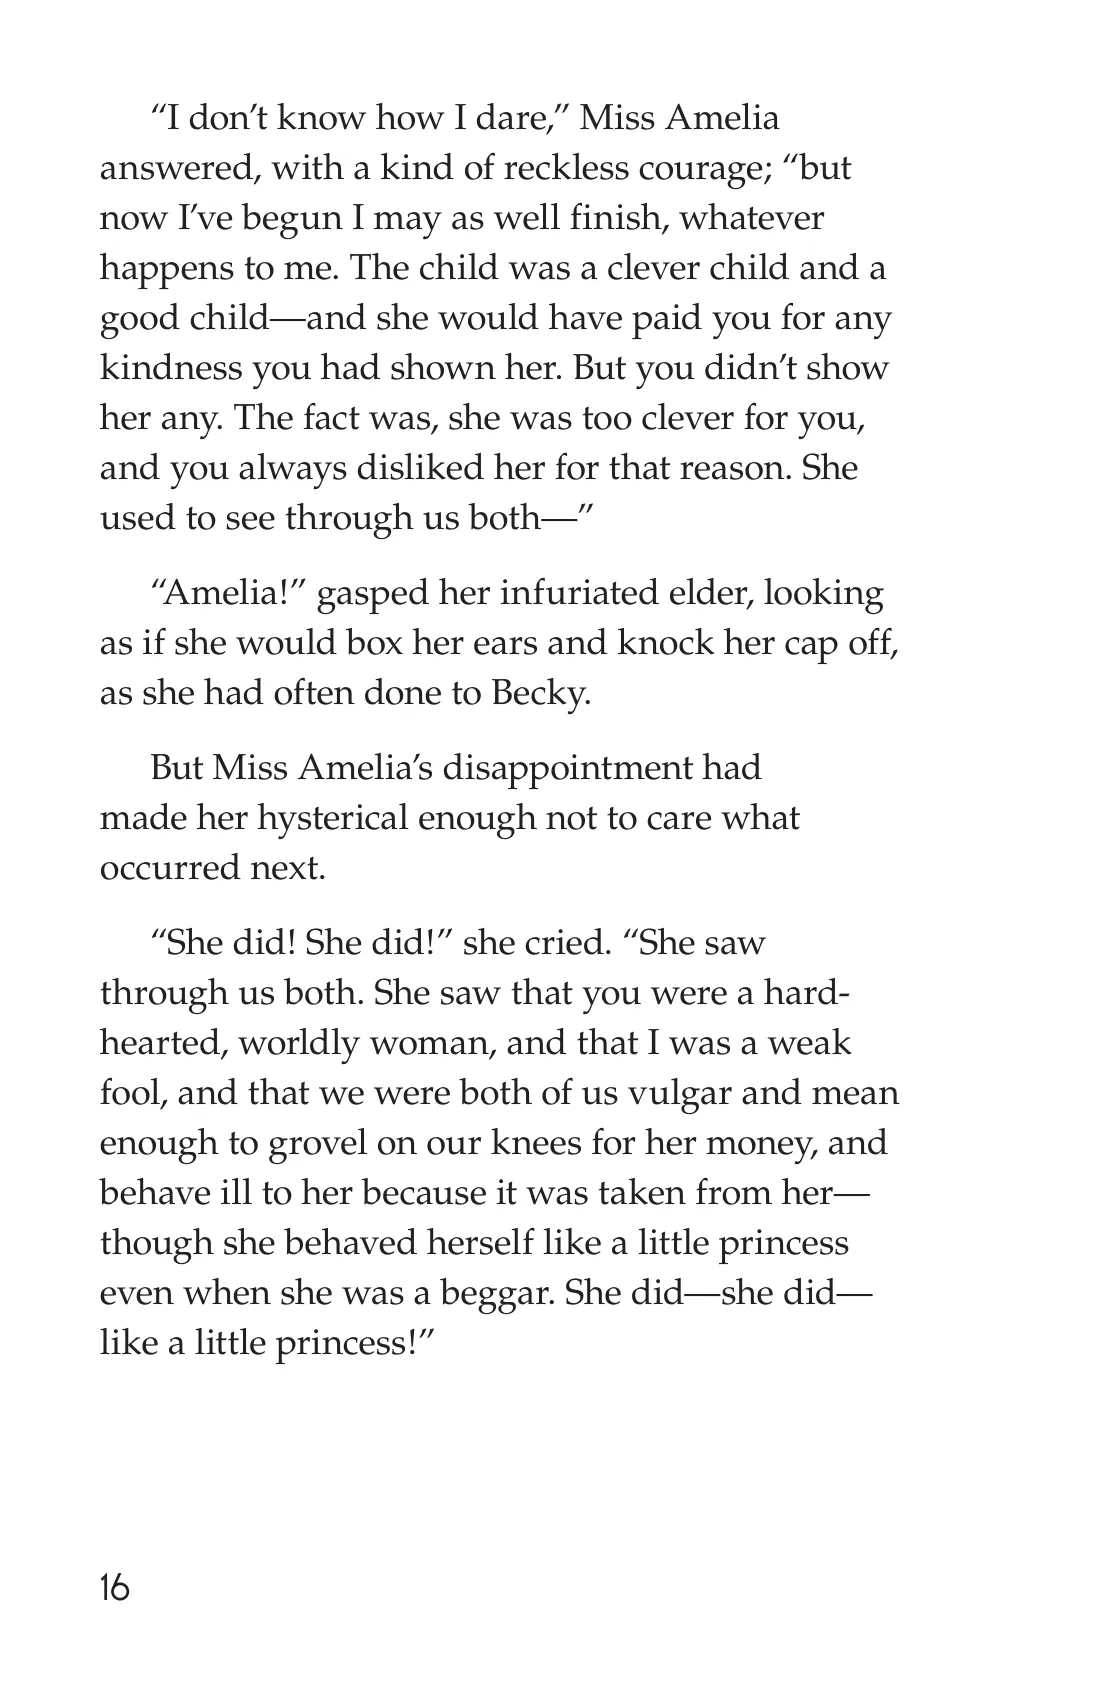 “I don’t know how I dare,” Miss Amelia
answered, with a kind of reckless courage; “but
now I’ve begun I may as well finish, whatever
happens to me. The child was a clever child and a
good child—and she would have paid you for any
kindness you had shown her. But you didn’t show
her any. The fact was, she was too clever for you,
and you always disliked her for that reason. She
used to see through us both—”
“Amelia!” gasped her infuriated elder, looking
as if she would box her ears and knock her cap off,
as she had often done to Becky.
But Miss Amelia’s disappointment had
made her hysterical enough not to care what
occurred next.
“She did! She did!” she cried. “She saw
through us both. She saw that you were a hard-
hearted, worldly woman, and that I was a weak
fool, and that we were both of us vulgar and mean
enough to grovel on our knees for her money, and
behave ill to her because it was taken from her—
though she behaved herself like a little princess
even when she was a beggar. She did—she did—
like a little princess!”
16